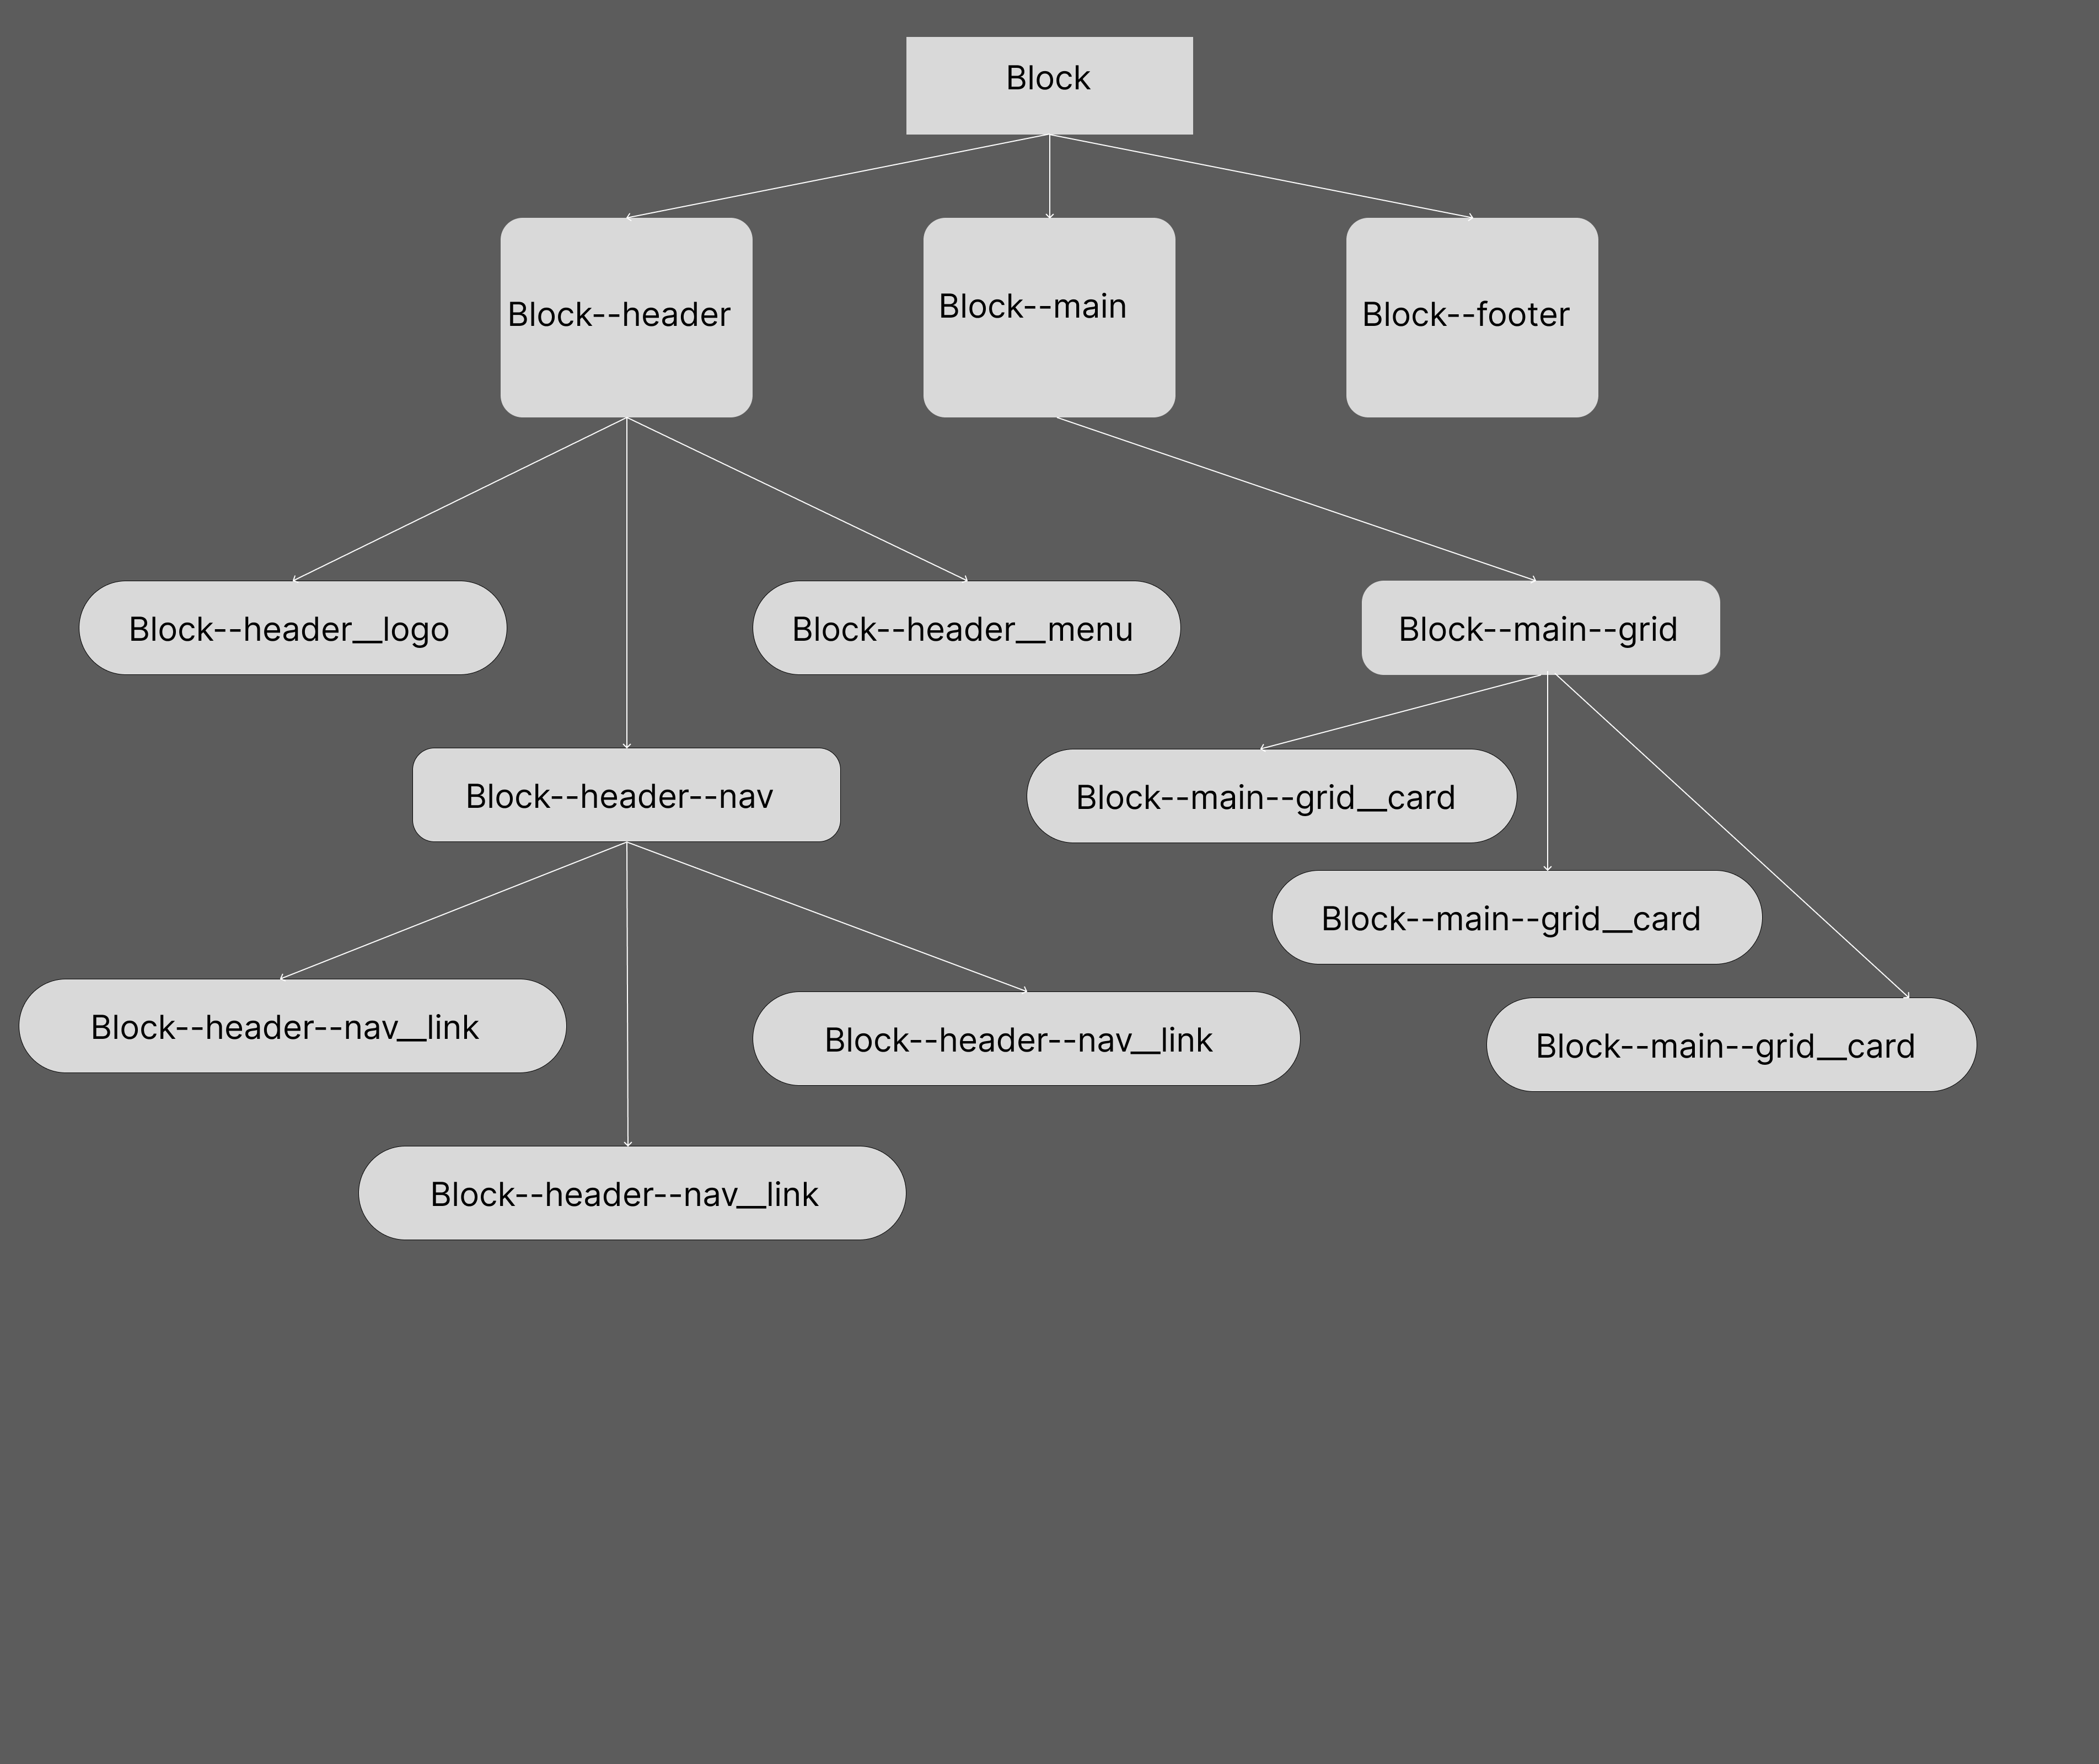 Block
Block--header
Block--main
Block--footer
Block--header__logo
Block--header__menu
Block--main--grid
Block--header--nav
Block--main--grid__card
Block--main--grid__card
Block--header--nav__link
Block--header--nav__link
Block--main--grid__card
Block--header--nav__link